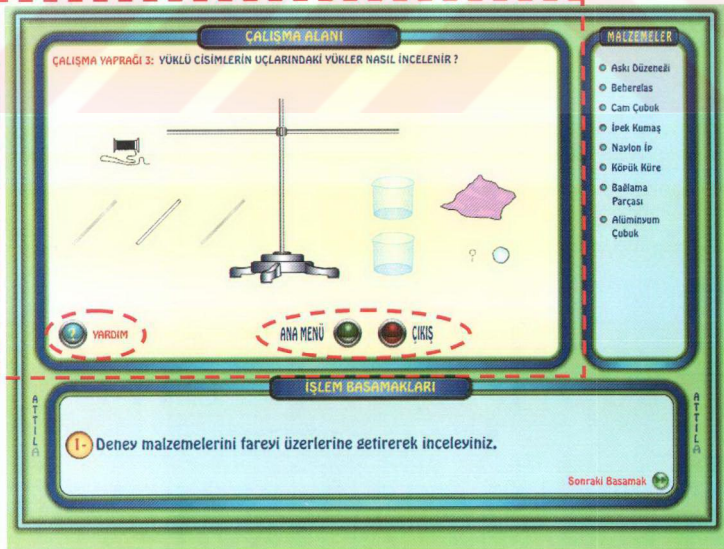 ÇALIŞMA ALANI
ÇALIŞMA YAPRAĞI 3: YÜKLÜ CİSİMLERİN UÇLARINDAKİ YÜKLER NASIL İNCELENİR ?
?
YARDIM
ANA MENÜ
ÇIKIŞ
MALZEMELER
Askı Düzeneği
Beherglas
Cam Çubuk
İpek Kumaş
Naylon İp
Köpük Küre
Bağlama
Parçası
Alüminyum
Çubuk
İŞLEM BASAMAKLARI
1- Deney malzemelerini fareyi üzerlerine getirerek inceleyiniz.
Sonraki Basamak
ATTILA
ATTILA